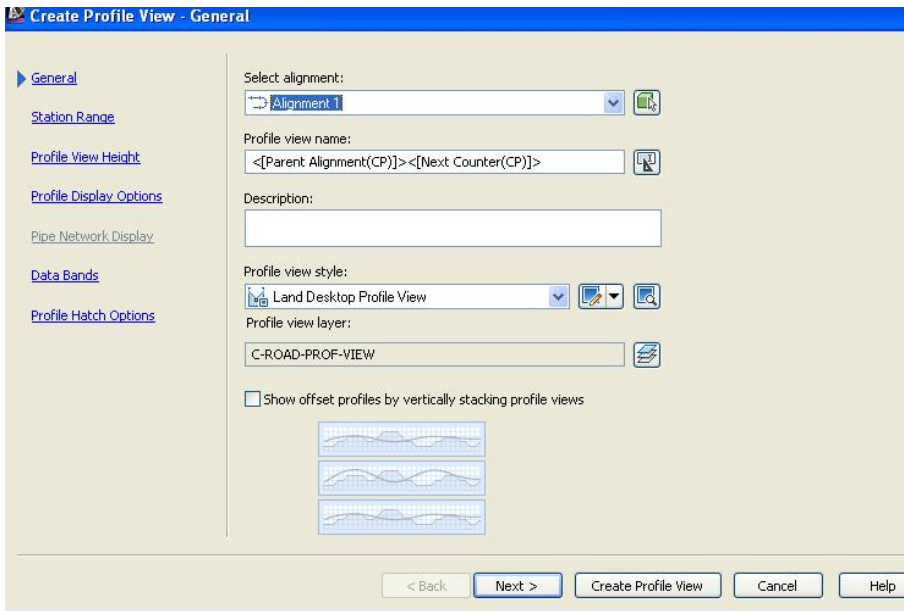 Create Profile View - General
General
Station Range
Profile View Height
Profile Display Options
Pipe Network Display
Data Bands
Profile Hatch Options
Select alignment:
Alignment 1
Profile view name:
<[Parent Alignment(CP)]><[Next Counter(CP)]>
Description:
Profile view style:
Land Desktop Profile View
Profile view layer:
C-ROAD-PROF-VIEW
Show offset profiles by vertically stacking profile views
< Back
Next >
Create Profile View
Cancel
Help